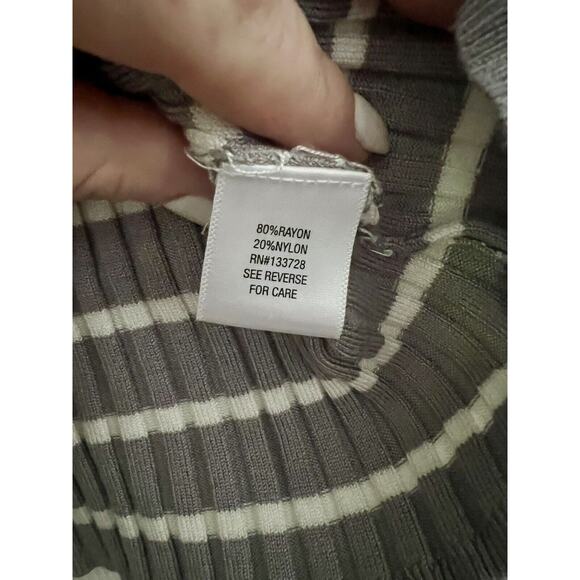 80%RAYON
20%NYLON
RN#133728
SEE REVERSE
FOR CARE